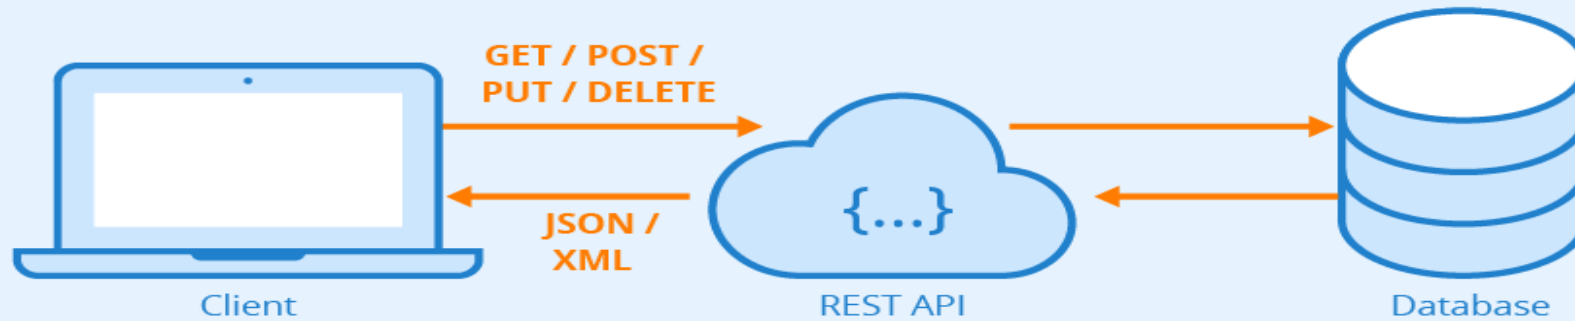 GET / POST /
PUT / DELETE
JSON /
XML
{...}
Client
REST API
Database